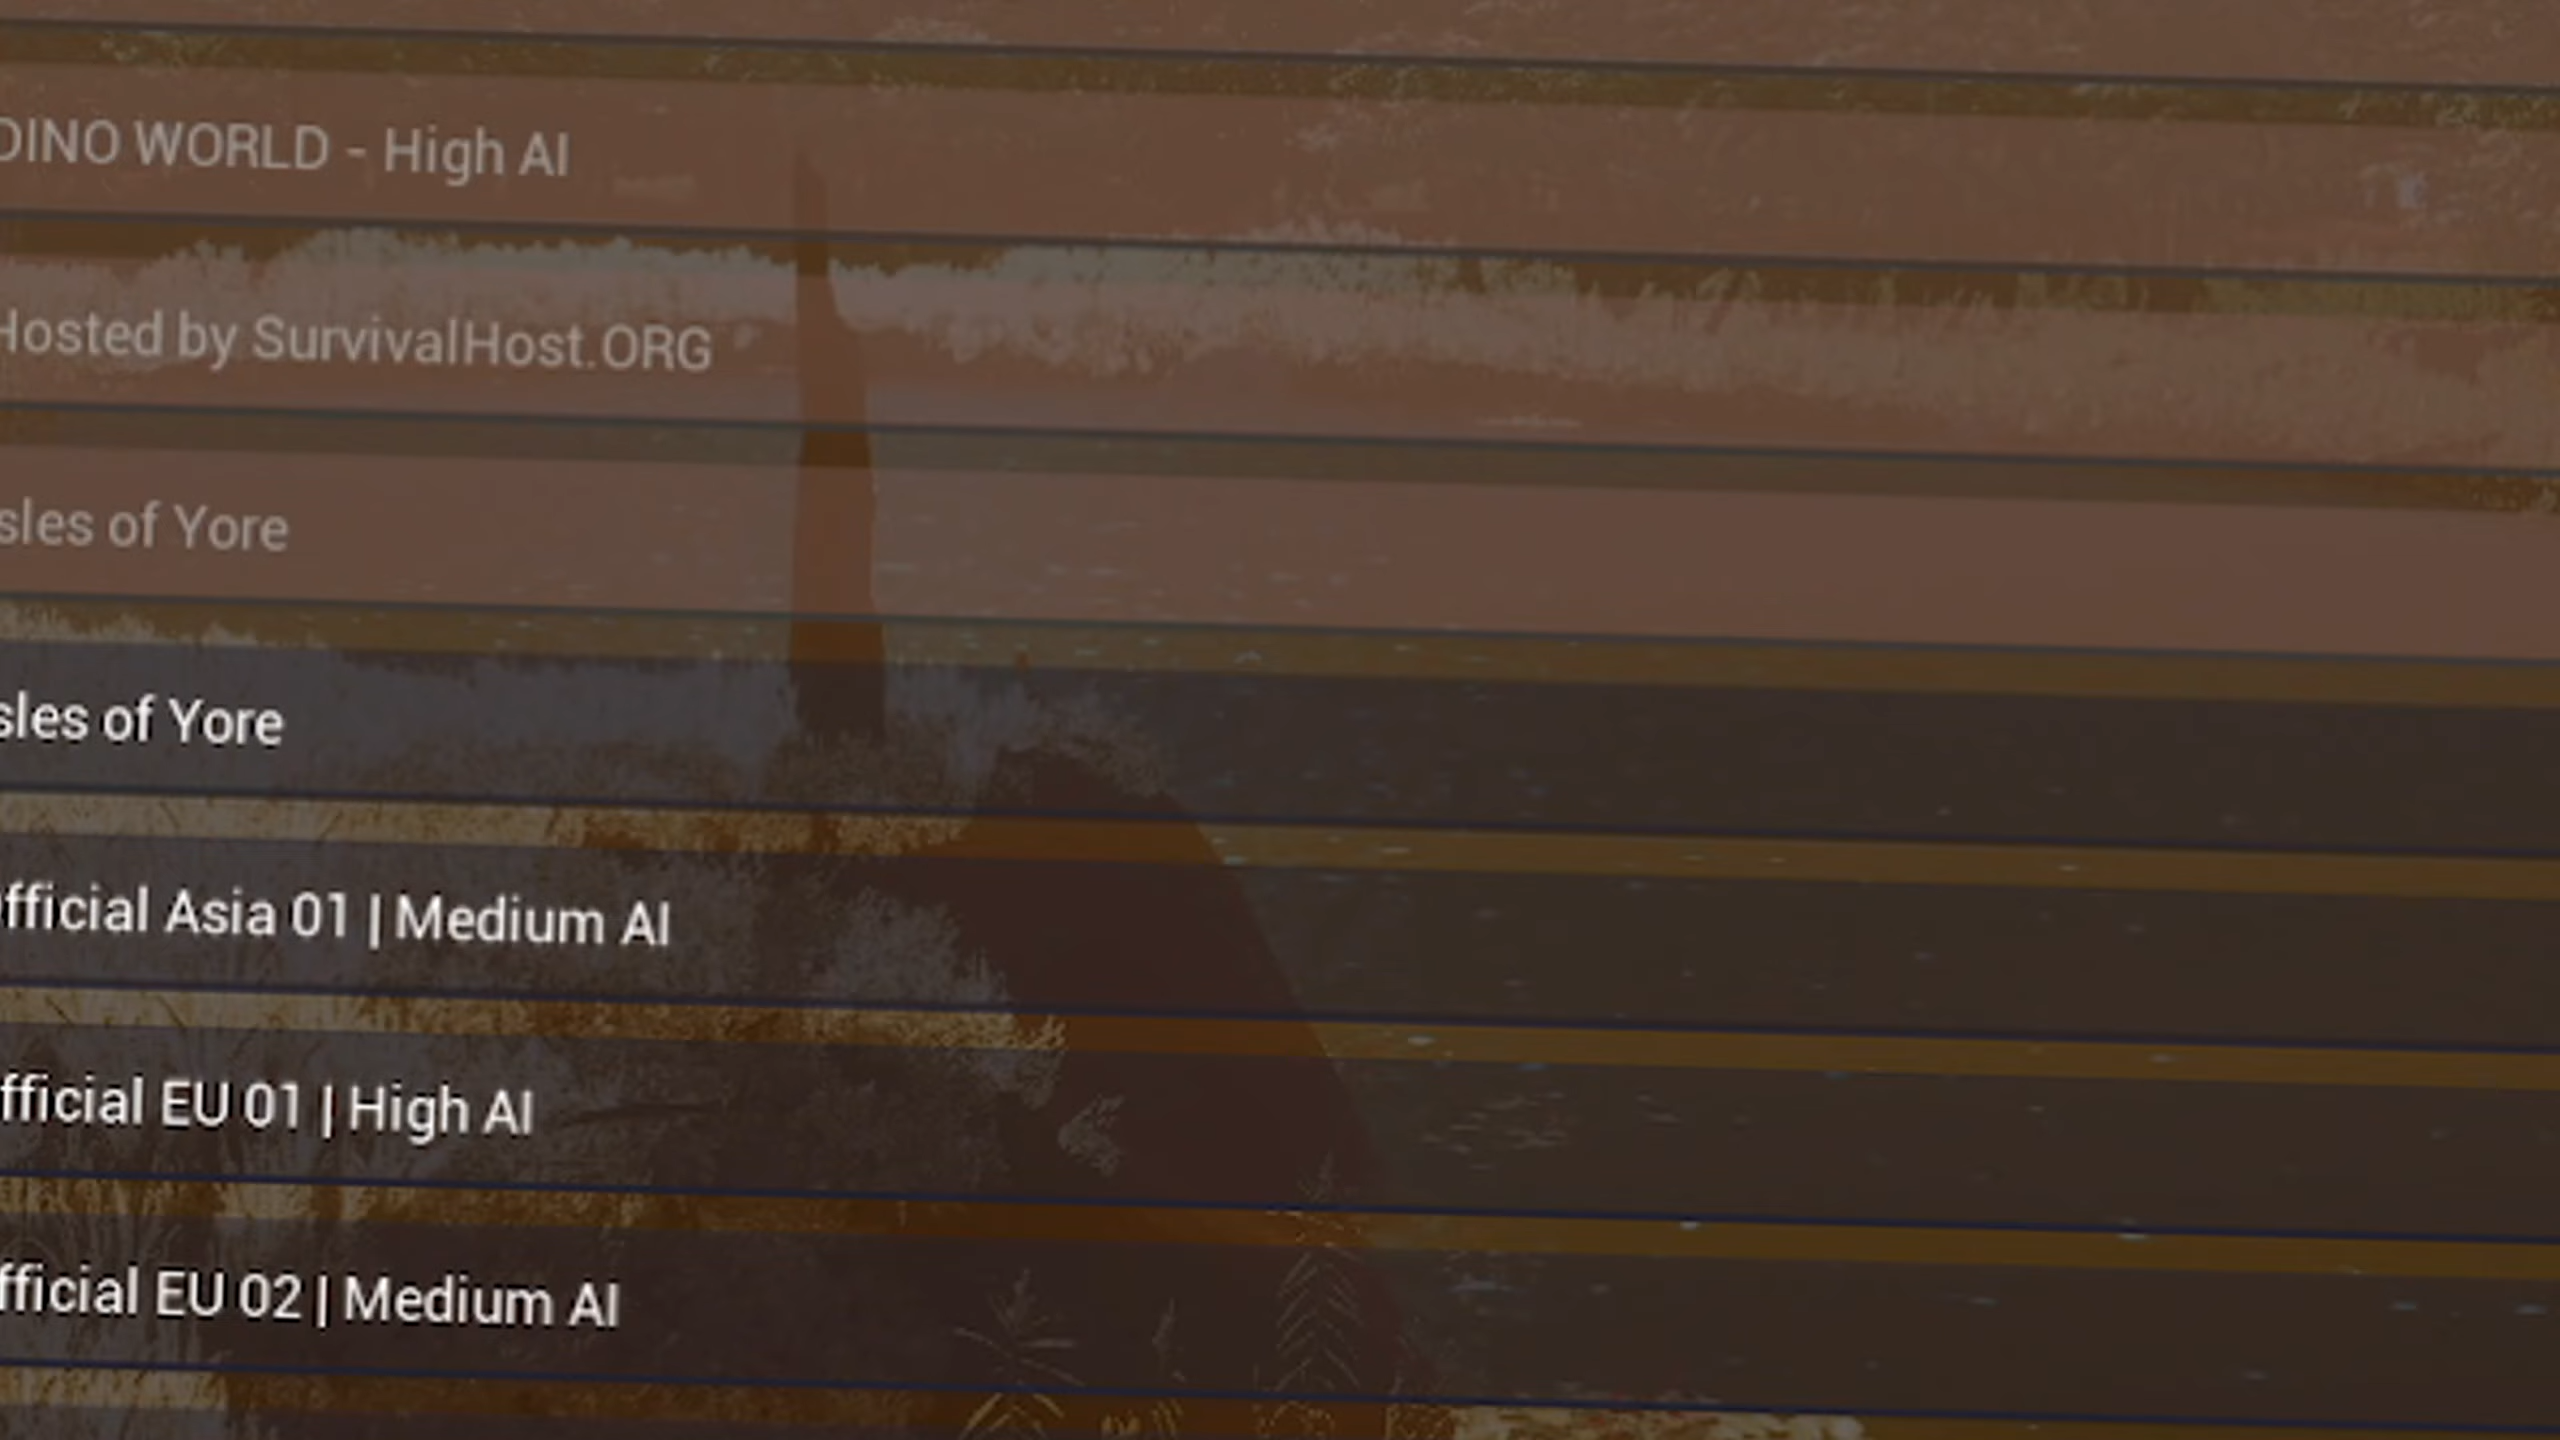 DINO WORLD - High AI
Hosted by SurvivalHost.ORG
sles of Yore
sles of Yore
fficial Asia 01 | Medium AI
fficial EU 01 | High AI
fficial EU 02 | Medium AI